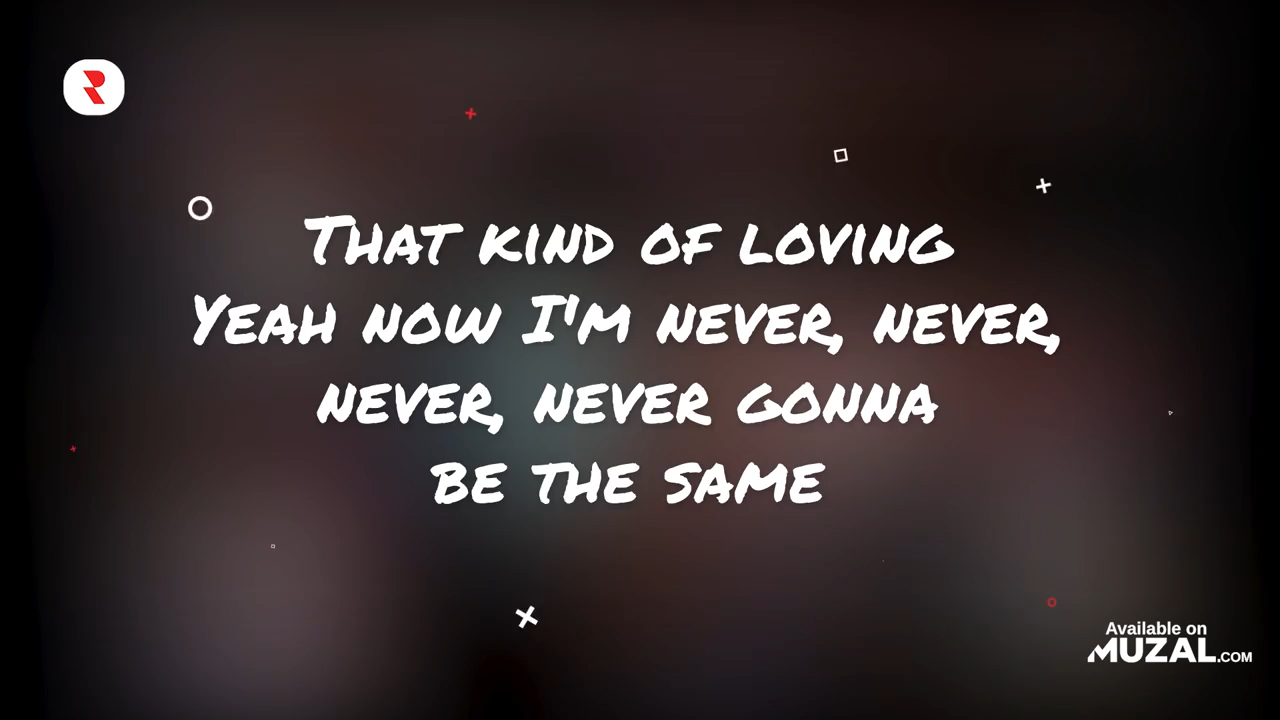 That kind of loving
Yeah now I'm never, never,
never, never gonna
be the same
Available on
MUZAL.COM